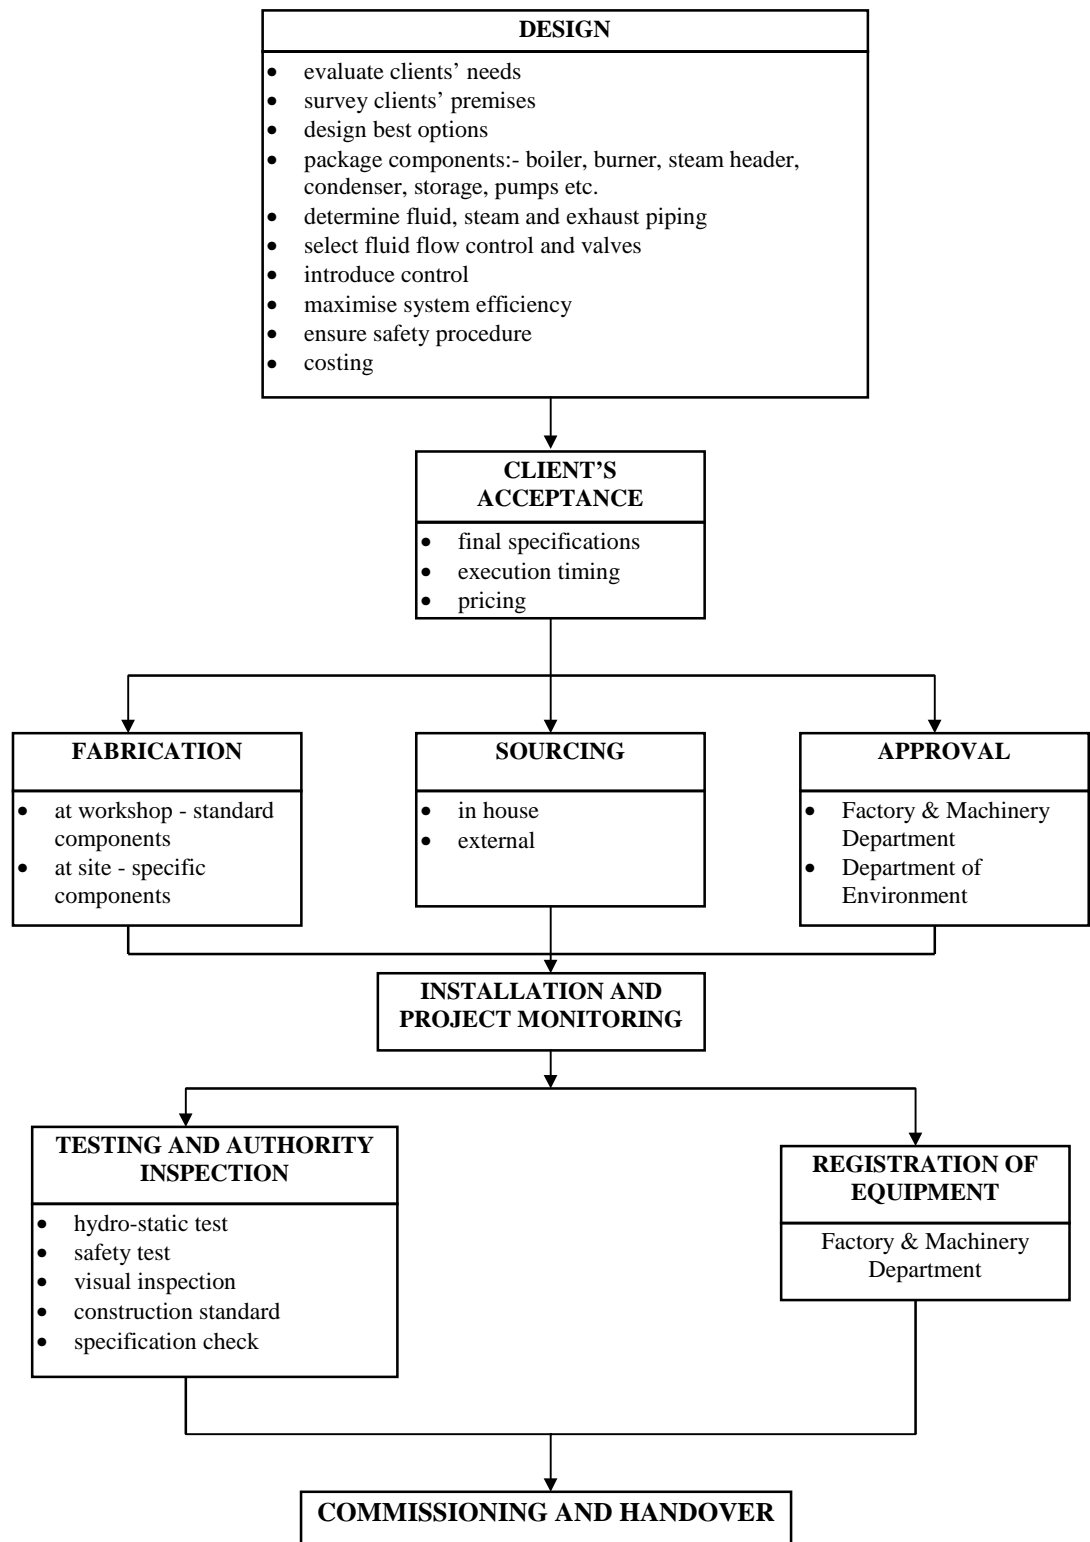 DESIGN
• evaluate clients’ needs
• survey clients’ premises
• design best options
• package components:- boiler, burner, steam header,
condenser, storage, pumps etc.
• determine fluid, steam and exhaust piping
• select fluid flow control and valves
• introduce control
• maximise system efficiency
• ensure safety procedure
• costing
CLIENT’S
ACCEPTANCE
• final specifications
• execution timing
• pricing
FABRICATION
• at workshop - standard
components
• at site - specific
components
SOURCING
• in house
• external
APPROVAL
• Factory & Machinery
Department
• Department of
Environment
INSTALLATION AND
PROJECT MONITORING
TESTING AND AUTHORITY
INSPECTION
• hydro-static test
• safety test
• visual inspection
• construction standard
• specification check
REGISTRATION OF
EQUIPMENT
Factory & Machinery
Department
COMMISSIONING AND HANDOVER